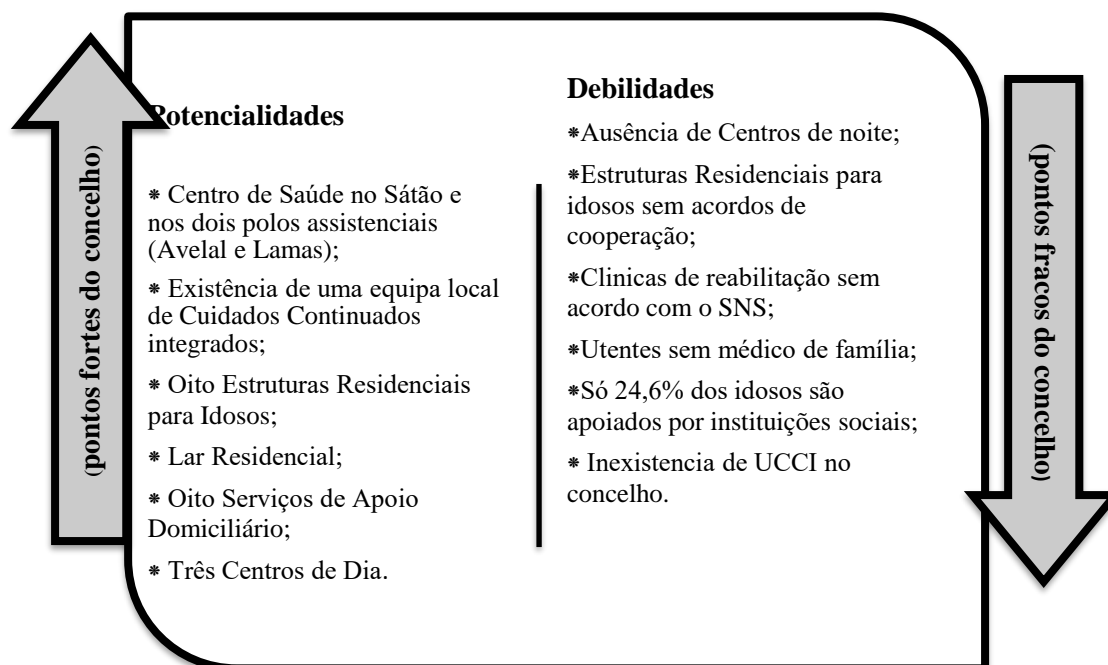 (pontos fortes do concelho)
Potencialidades
⁕ Centro de Saúde no Sátão e
nos dois polos assistenciais
(Avelal e Lamas);
⁕ Existência de uma equipa local
de Cuidados Continuados
integrados;
⁕ Oito Estruturas Residenciais
para Idosos;
⁕ Lar Residencial;
⁕ Oito Serviços de Apoio
Domiciliário;
⁕ Três Centros de Dia.
Debilidades
⁕Ausência de Centros de noite;
⁕Estruturas Residenciais para
idosos sem acordos de
cooperação;
⁕Clinicas de reabilitação sem
acordo com o SNS;
⁕Utentes sem médico de família;
⁕Só 24,6% dos idosos são
apoiados por instituições sociais;
⁕ Inexistencia de UCCI no
concelho.
(pontos fracos do concelho)